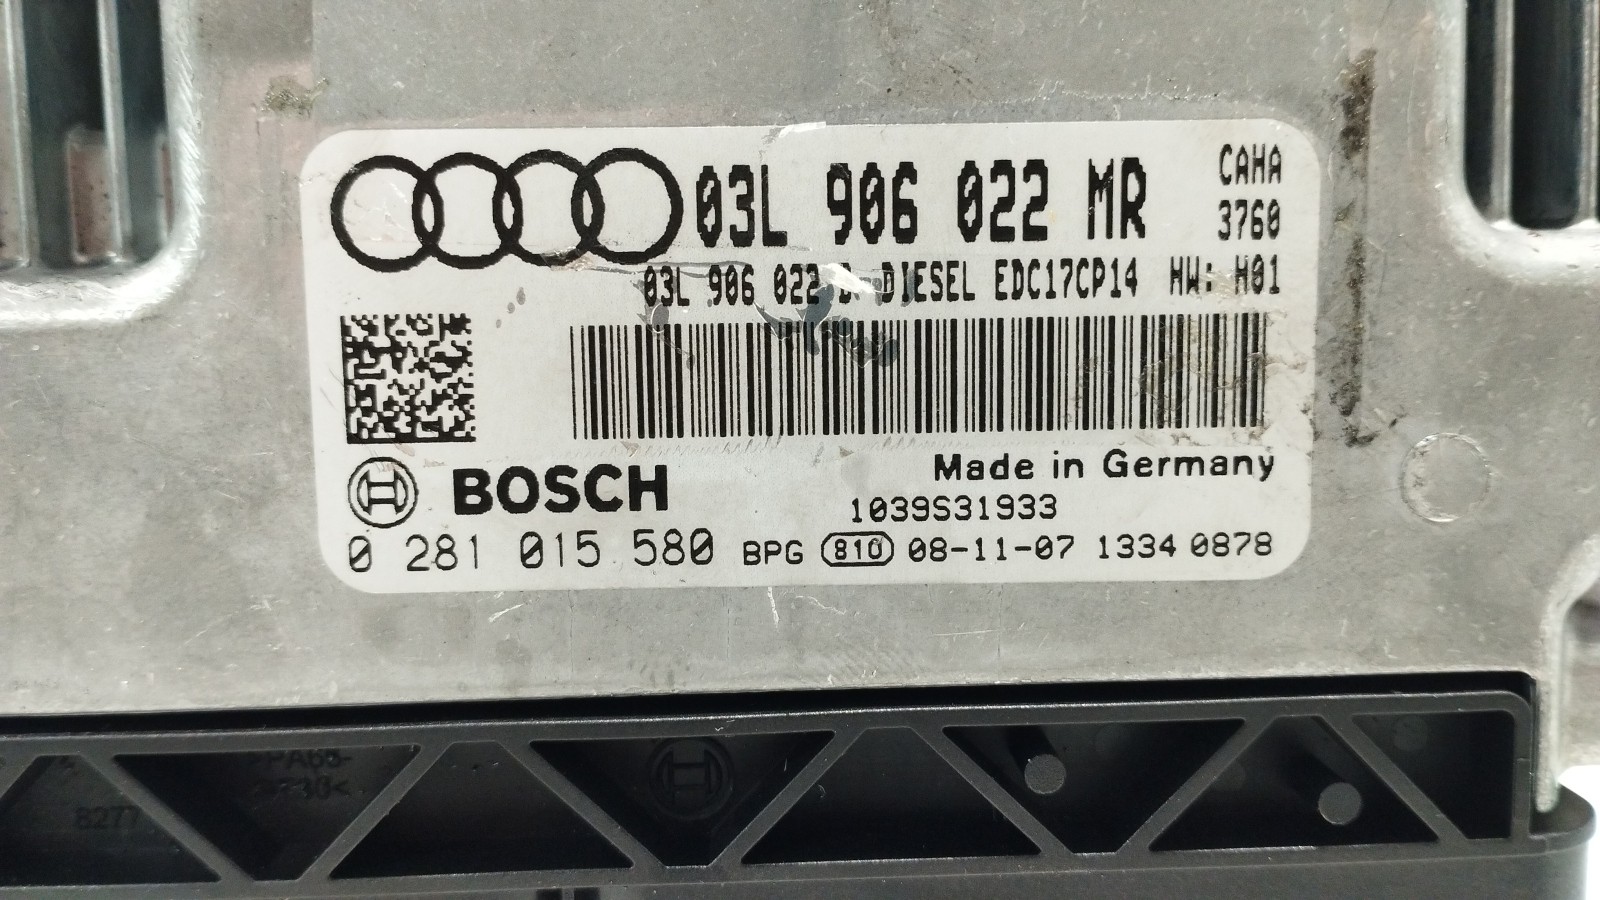 03L 906 022 MR
CAHA
3760
03L 906 022 DIESEL EDC17CP14 HW: H01
BOSCH
Made in Germany
1039S31933
0 281 015 580 BPG 810 08-11-07 1334 0878
8277